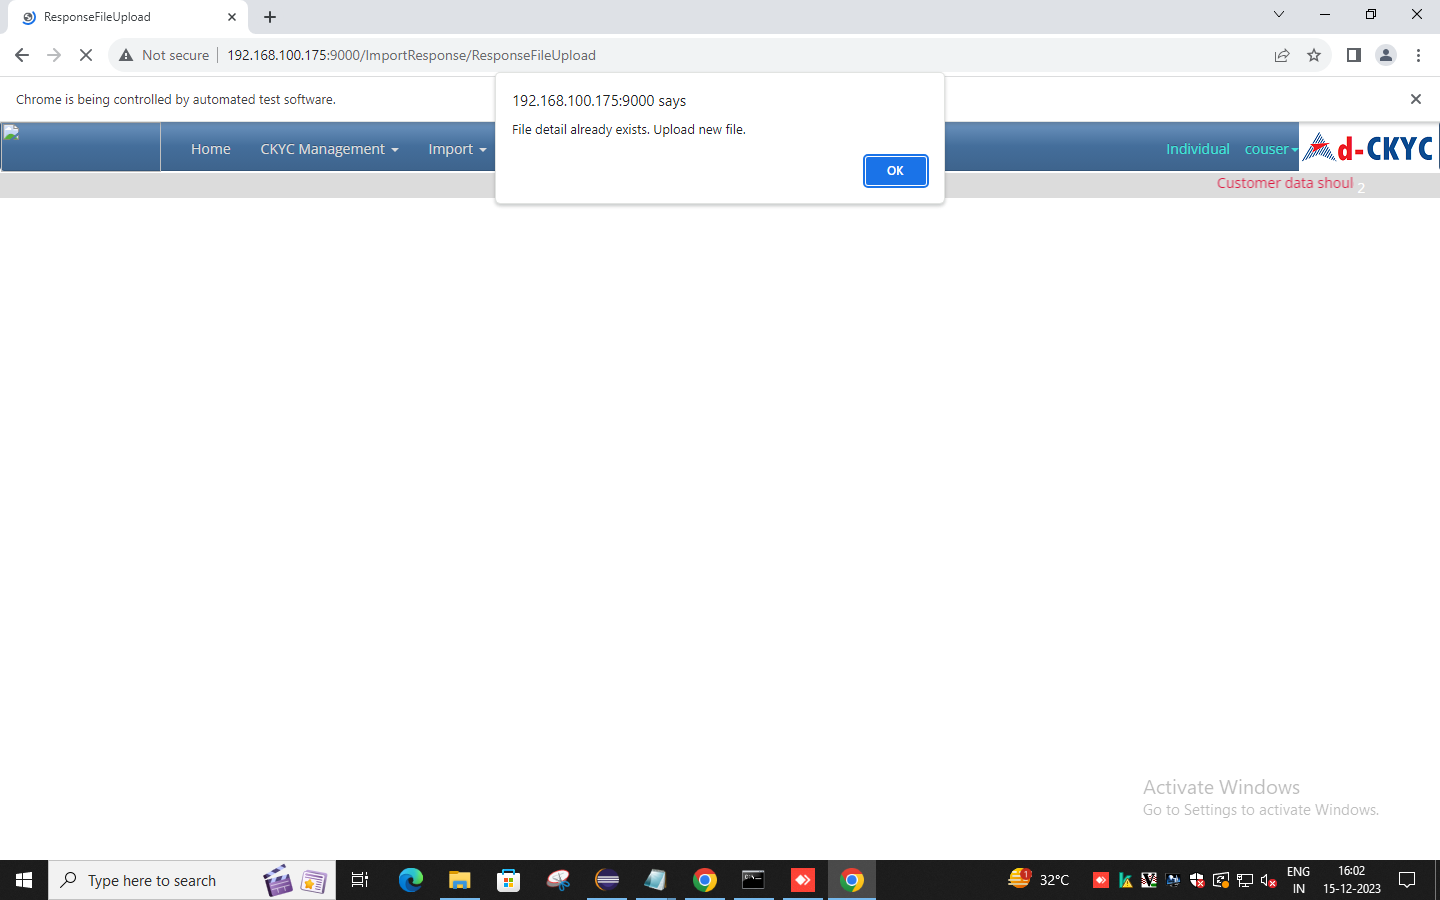 ResponseFileUpload
Not secure 192.168.100.175:9000/ImportResponse/ResponseFileUpload
Chrome is being controlled by automated test software.
192.168.100.175:9000 says
File detail already exists. Upload new file.
OK
Home CKYC Management Import Individual couser d-CKYC
Customer data shoul 2
Activate Windows
Go to Settings to activate Windows.
Type here to search
1 32°C
ENG
IN
16:02
15-12-2023